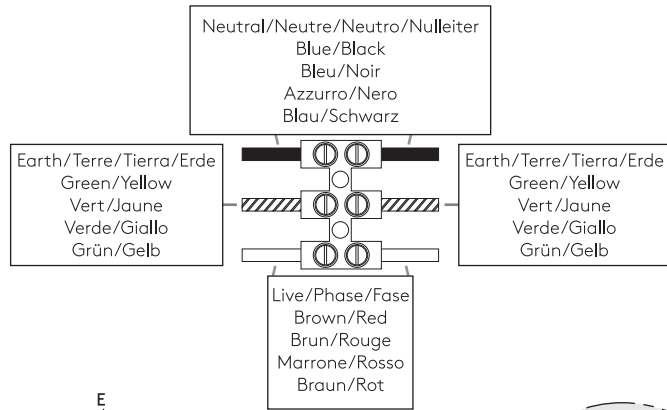 Neutral/Neutre/Neutro/Nulleiter
Blue/Black
Bleu/Noir
Azzurro/Nero
Blau/Schwarz
Earth/Terre/Tierra/Erde
Green/Yellow
Vert/Jaune
Verde/Giallo
Grün/Gelb
Earth/Terre/Tierra/Erde
Green/Yellow
Vert/Jaune
Verde/Giallo
Grün/Gelb
Live/Phase/Fase
Brown/Red
Brun/Rouge
Marrone/Rosso
Braun/Rot
E